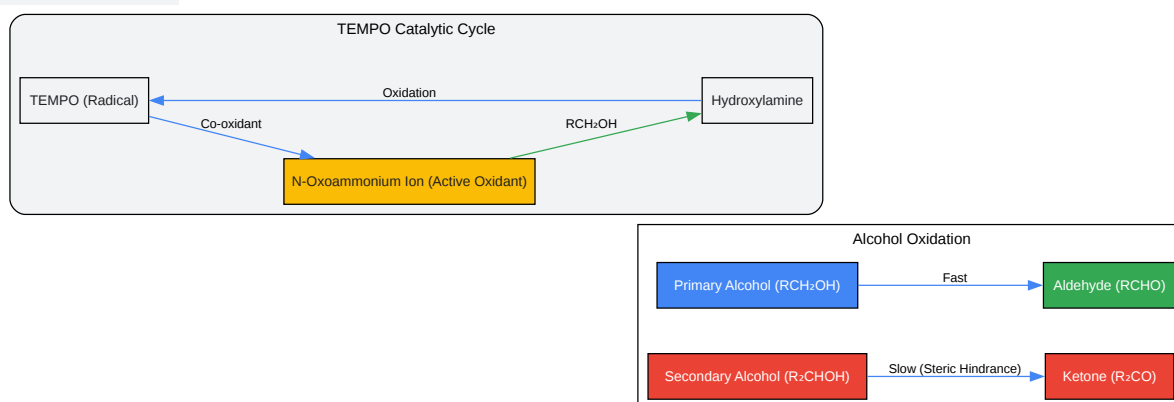 TEMPO Catalytic Cycle
TEMPO (Radical)
Oxidation
Hydroxylamine
Co-oxidant
RCH₂OH
N-Oxoammonium Ion (Active Oxidant)
Alcohol Oxidation
Primary Alcohol (RCH₂OH)
Fast
Aldehyde (RCHO)
Secondary Alcohol (R₂CHOH)
Slow (Steric Hindrance)
Ketone (R₂CO)